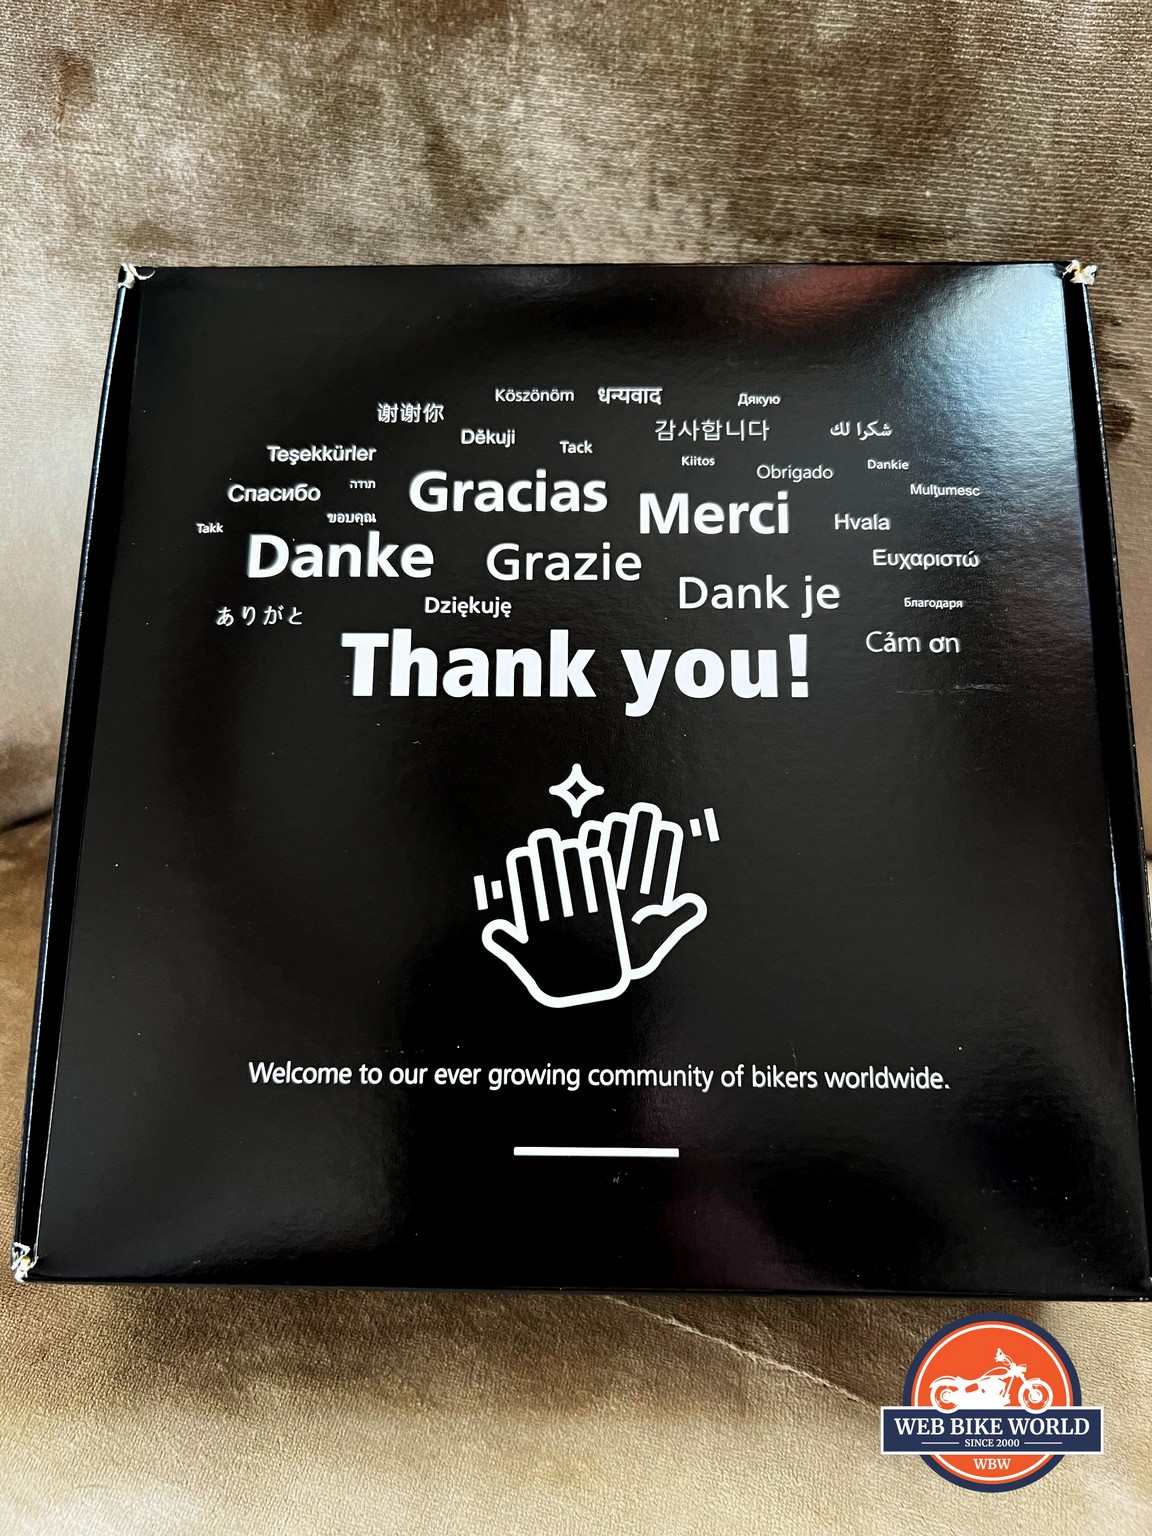 Köszönöm धन्यवाद Дякую
谢谢你 감사합니다 شكرا لك
Děkuji Tack
Teşekkürler Kiitos Obrigado Dankie
Спасибо תודה Gracias Merci Mulţumesc
Takk ขอบคุณ Hvala
Danke Grazie Ευχαριστώ
Dank je
ありがと Dziękuję Благодаря
Thank you! Cảm ơn
Welcome to our ever growing community of bikers worldwide.
WEB BIKE WORLD
SINCE 2000
WBW